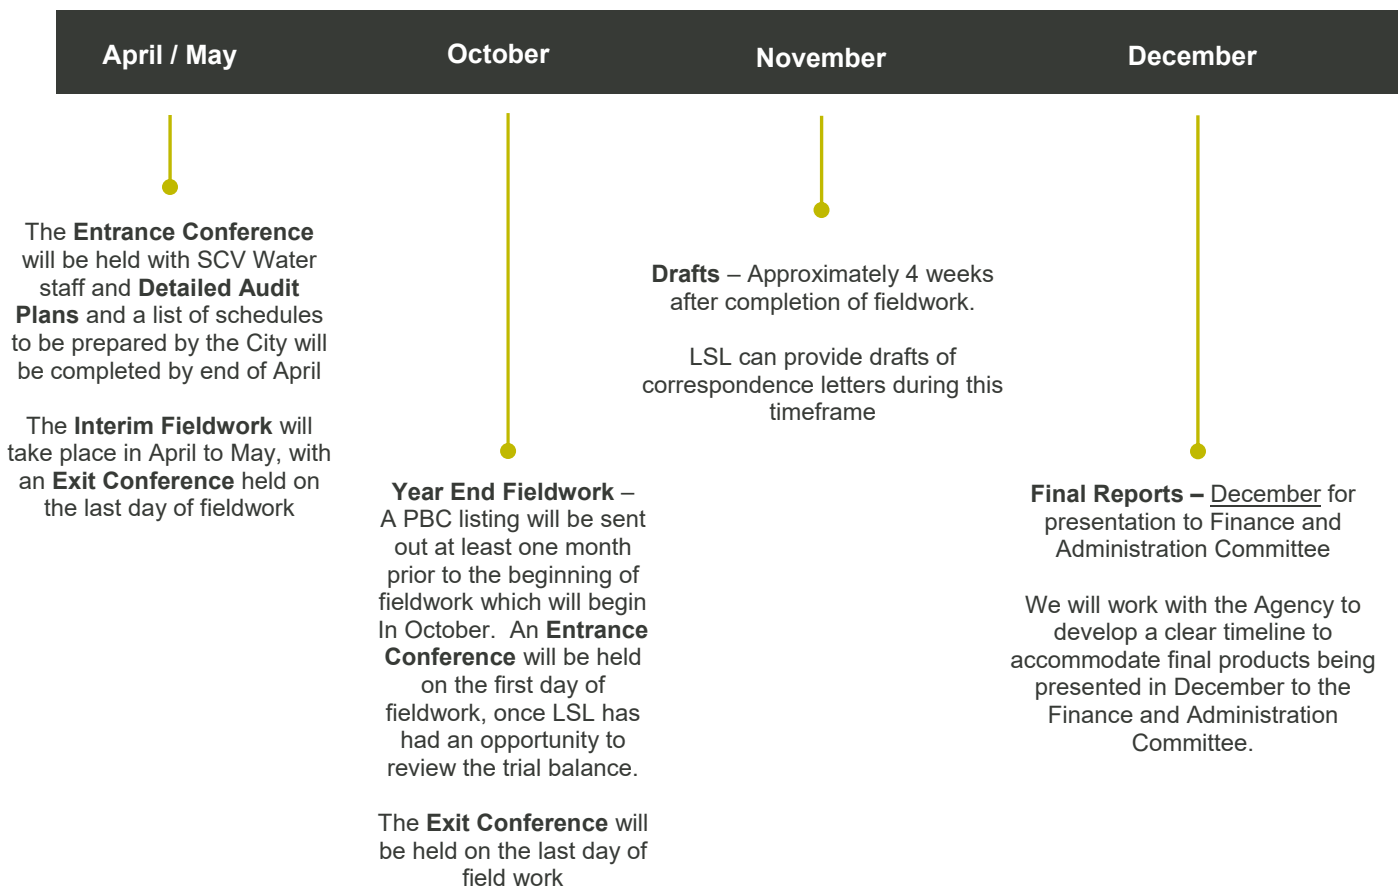 April / May
October
November
December
The Entrance Conference
will be held with SCV Water
staff and Detailed Audit
Plans and a list of schedules
to be prepared by the City will
be completed by end of April
The Interim Fieldwork will
take place in April to May, with
an Exit Conference held on
the last day of fieldwork
Year End Fieldwork –
A PBC listing will be sent
out at least one month
prior to the beginning of
fieldwork which will begin
In October.  An Entrance
Conference will be held
on the first day of
fieldwork, once LSL has
had an opportunity to
review the trial balance.
The Exit Conference will
be held on the last day of
field work
Drafts – Approximately 4 weeks
after completion of fieldwork.
LSL can provide drafts of
correspondence letters during this
timeframe
Final Reports – December for
presentation to Finance and
Administration Committee
We will work with the Agency to
develop a clear timeline to
accommodate final products being
presented in December to the
Finance and Administration
Committee.